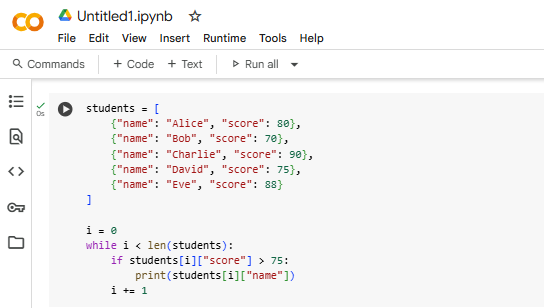 Untitled1.ipynb
File Edit View Insert Runtime Tools Help
Commands + Code + Text Run all
0s
students = [
    {"name": "Alice", "score": 80},
    {"name": "Bob", "score": 70},
    {"name": "Charlie", "score": 90},
    {"name": "David", "score": 75},
    {"name": "Eve", "score": 88}
]
i = 0
while i < len(students):
    if students[i]["score"] > 75:
        print(students[i]["name"])
    i += 1